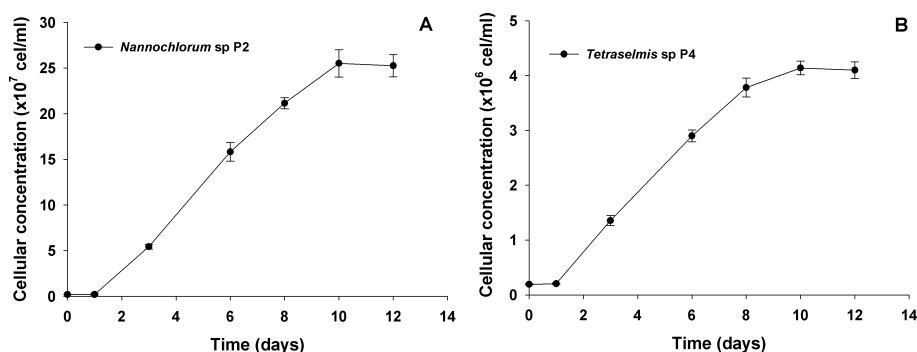 A
Nannochlorum sp P2
Cellular concentration (x10⁷ cel/ml)
30
25
20
15
10
5
0
0 2 4 6 8 10 12 14
Time (days)
B
Tetraselmis sp P4
Cellular concentration (x10⁶ cel/ml)
5
4
3
2
1
0
0 2 4 6 8 10 12 14
Time (days)